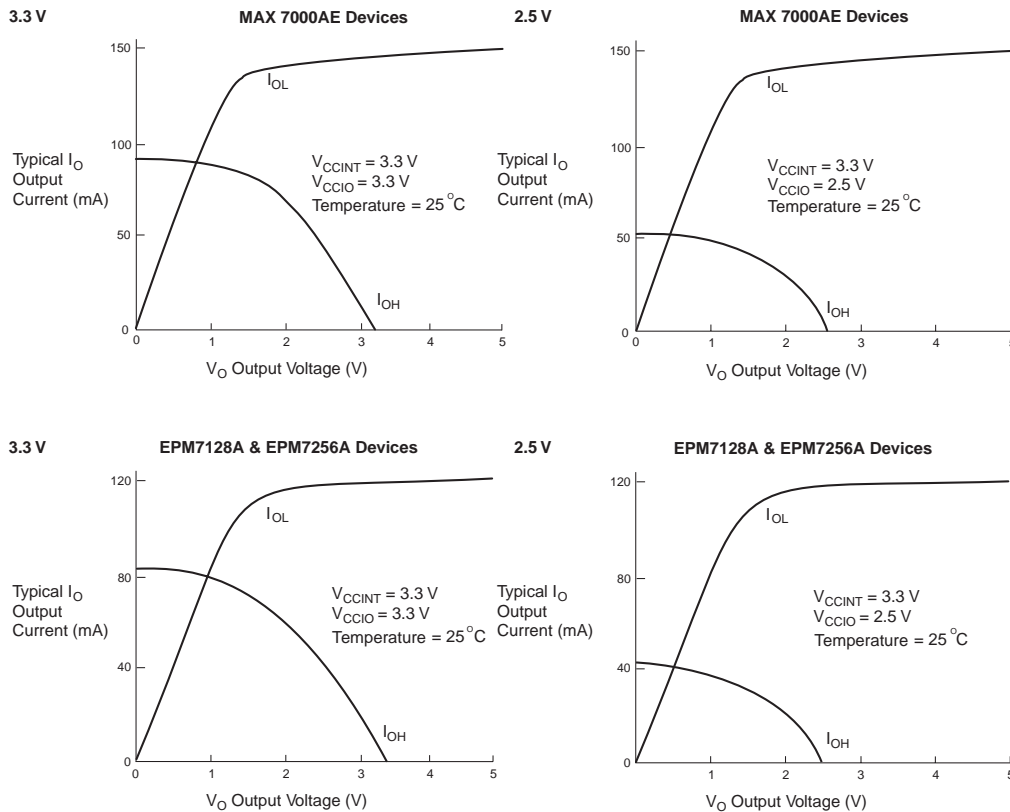 3.3 V
MAX 7000AE Devices
150
100
50
0
Typical I_O
Output
Current (mA)
I_OL
V_CCINT = 3.3 V
V_CCIO = 3.3 V
Temperature = 25 °C
I_OH
0 1 2 3 4 5
V_O Output Voltage (V)
2.5 V
MAX 7000AE Devices
150
100
50
0
Typical I_O
Output
Current (mA)
I_OL
V_CCINT = 3.3 V
V_CCIO = 2.5 V
Temperature = 25 °C
I_OH
0 1 2 3 4 5
V_O Output Voltage (V)
3.3 V
EPM7128A & EPM7256A Devices
120
80
40
0
Typical I_O
Output
Current (mA)
I_OL
V_CCINT = 3.3 V
V_CCIO = 3.3 V
Temperature = 25 °C
I_OH
0 1 2 3 4 5
V_O Output Voltage (V)
2.5 V
EPM7128A & EPM7256A Devices
120
80
40
0
Typical I_O
Output
Current (mA)
I_OL
V_CCINT = 3.3 V
V_CCIO = 2.5 V
Temperature = 25 °C
I_OH
1 2 3 4 5
V_O Output Voltage (V)